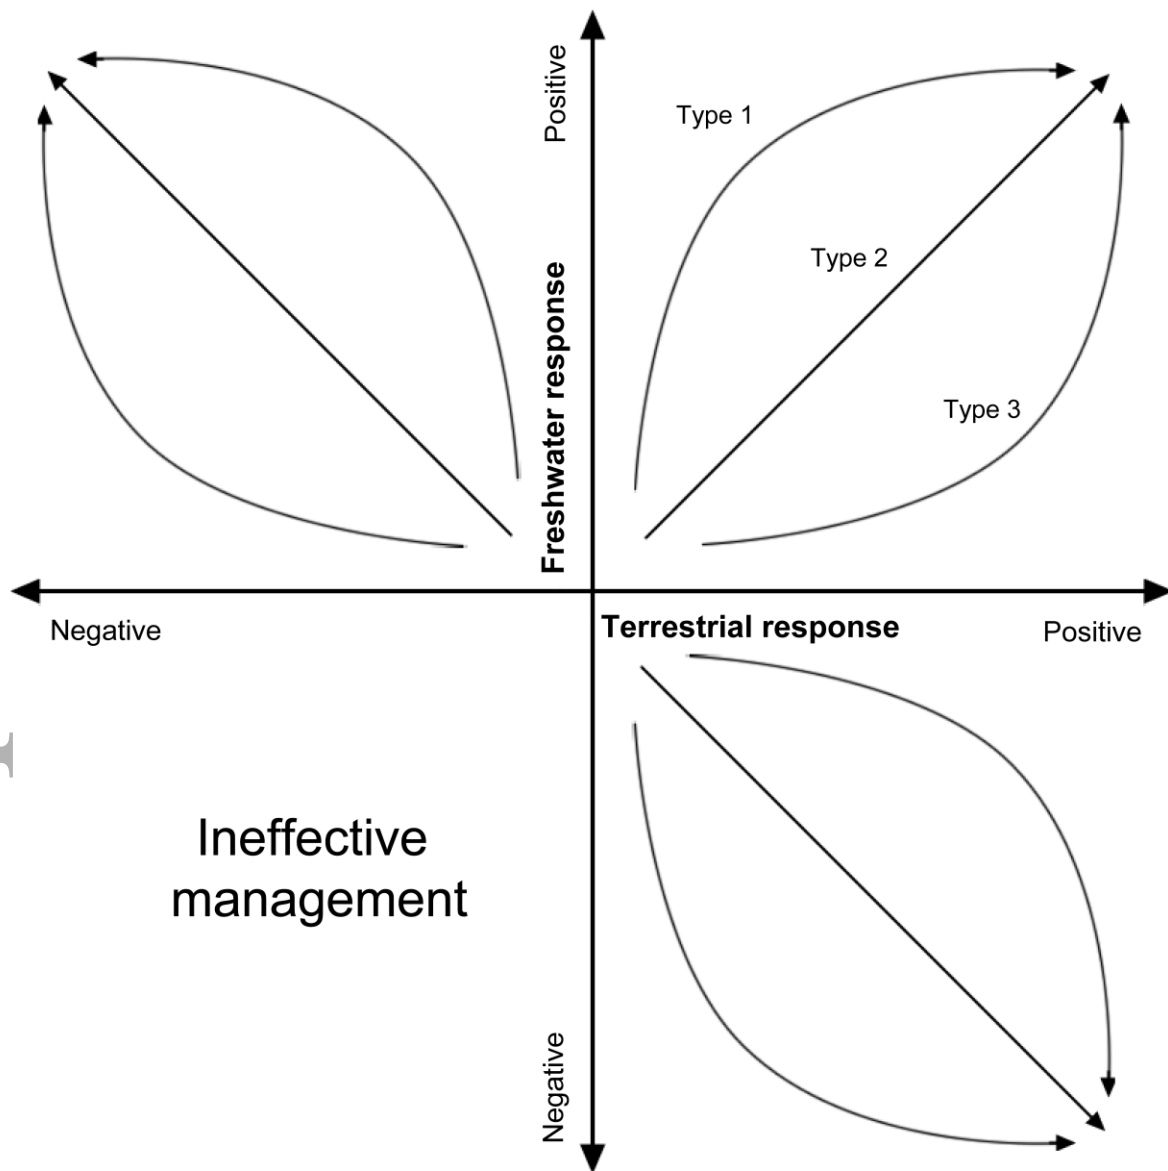 Positive
Type 1
Type 2
Freshwater response
Type 3
Negative
Terrestrial response
Positive
Ineffective
management
Negative